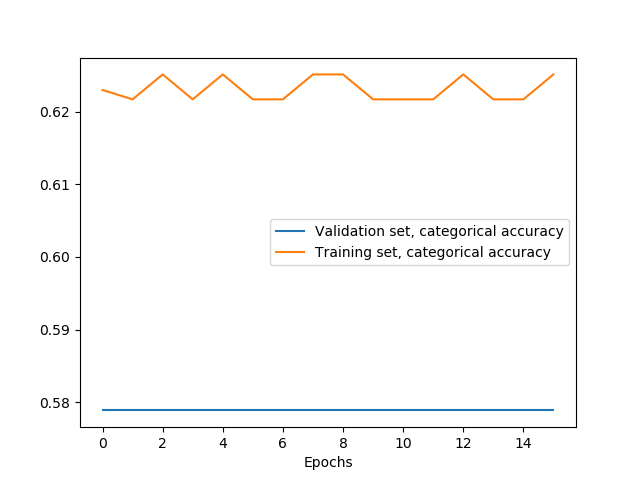 0.62
0.61
0.60
0.59
0.58
Validation set, categorical accuracy
Training set, categorical accuracy
0 2 4 6 8 10 12 14
Epochs